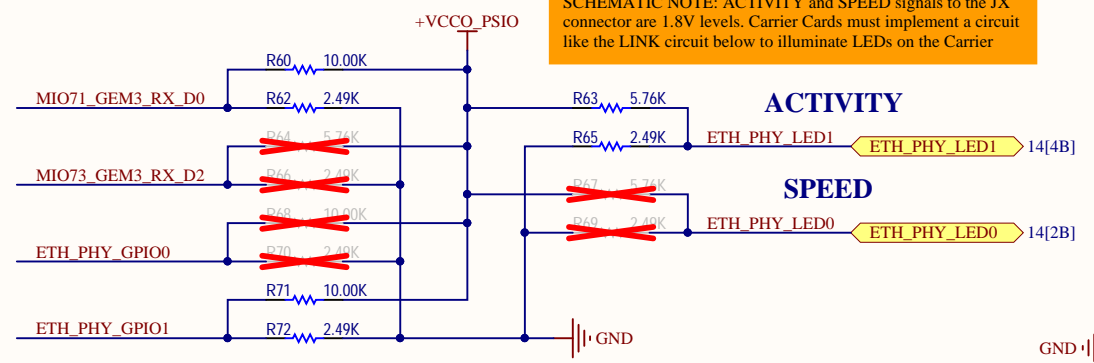 SCHEMATIC NOTE: ACTIVITY and SPEED signals to the JX
connector are 1.8V levels. Carrier Cards must implement a circuit
like the LINK circuit below to illuminate LEDs on the Carrier
+VCCO_PSIO
R60 10.00K
MIO71_GEM3_RX_D0
R62 2.49K
R63 5.76K
ACTIVITY
R64 5.76K
R65 2.49K
ETH_PHY_LED1
ETH_PHY_LED1
14[4B]
MIO73_GEM3_RX_D2
R66 2.49K
R67 5.76K
SPEED
R68 10.00K
R69 2.49K
ETH_PHY_LED0
ETH_PHY_LED0
14[2B]
ETH_PHY_GPIO0
R70 2.49K
R71 10.00K
ETH_PHY_GPIO1
R72 2.49K
GND
GND